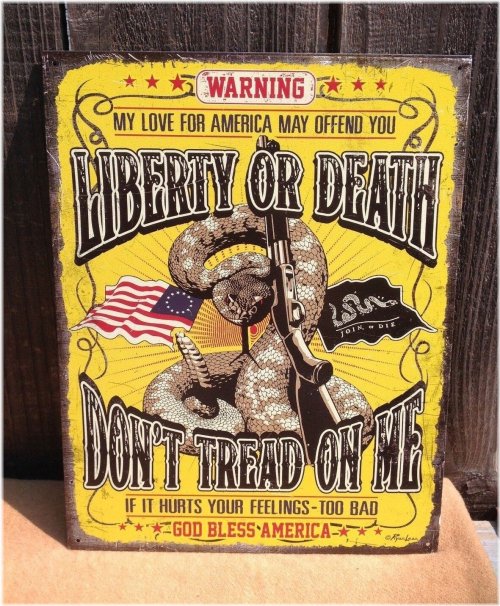 WARNING
MY LOVE FOR AMERICA MAY OFFEND YOU
LIBERTY OR DEATH
JOIN, or DIE
DON'T TREAD ON ME
IF IT HURTS YOUR FEELINGS-TOO BAD
GOD BLESS AMERICA